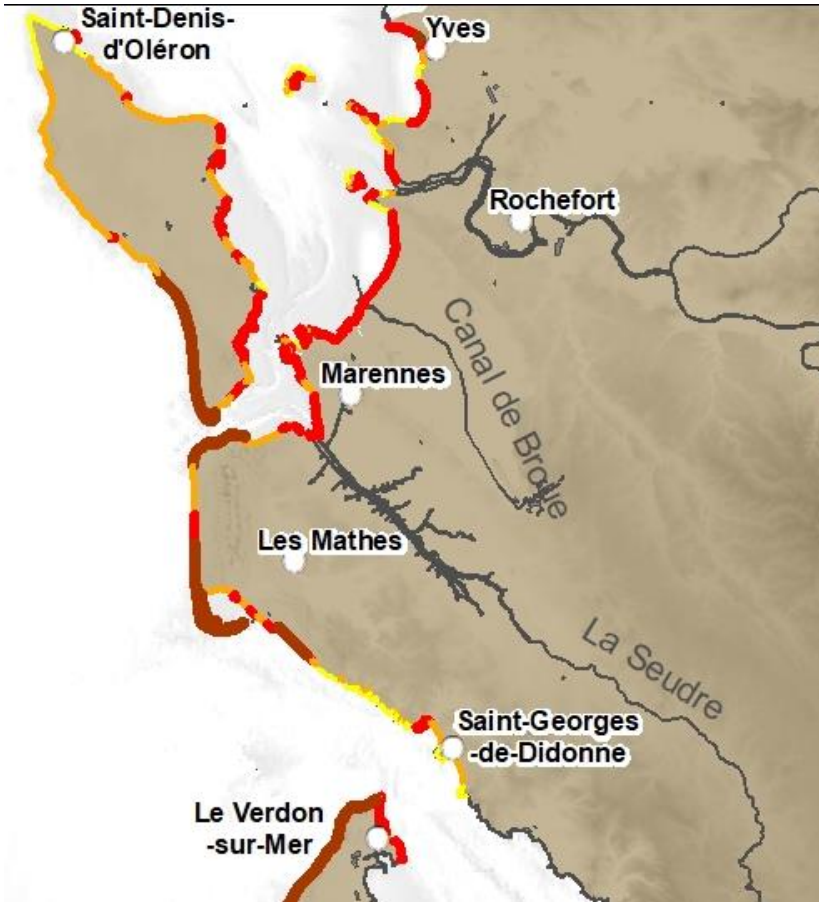 Saint-Denis-
d'Oléron
Yves
Rochefort
Canal de Broue
Marennes
Les Mathes
La Seudre
Saint-Georges
-de-Didonne
Le Verdon
-sur-Mer